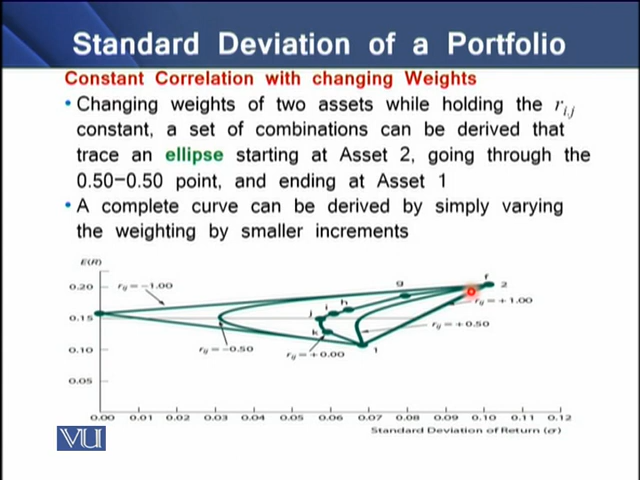 Standard Deviation of a Portfolio
Constant Correlation with changing Weights
• Changing weights of two assets while holding the r i,j
constant, a set of combinations can be derived that
trace an ellipse starting at Asset 2, going through the
0.50–0.50 point, and ending at Asset 1
• A complete curve can be derived by simply varying
the weighting by smaller increments
E(R)
0.20
r ij = −1.00
g
f
2
h
i
j
r ij = +1.00
0.15
k
r ij = +0.50
0.10
r ij = −0.50
r ij = +0.00
1
0.05
0.00 0.01 0.02 0.03 0.04 0.05 0.06 0.07 0.08 0.09 0.10 0.11 0.12
Standard Deviation of Return (σ)
VU